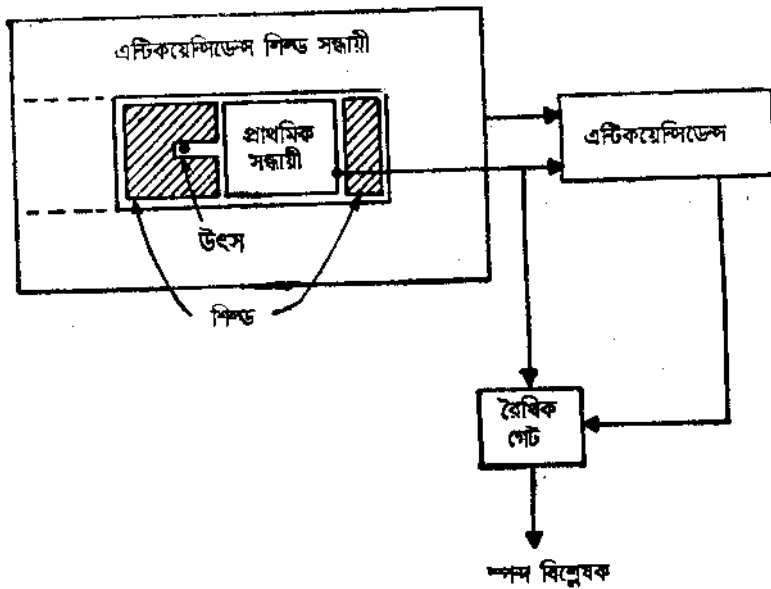 এন্টিকয়েন্সিডেন্স শিল্ড সন্ধায়ী
প্রাথমিক
সন্ধায়ী
এন্টিকয়েন্সিডেন্স
উৎস
শিল্ড
রৈখিক
গেট
স্পন্দ বিশ্লেষক